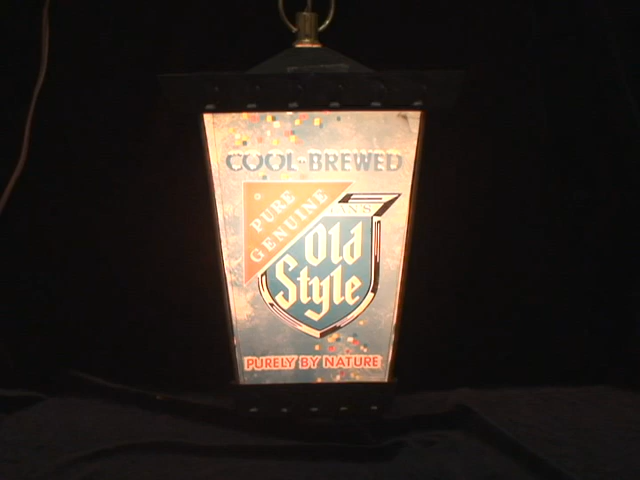 COOL-BREWED
PURE
GENUINE
Old
Style
PURELY BY NATURE